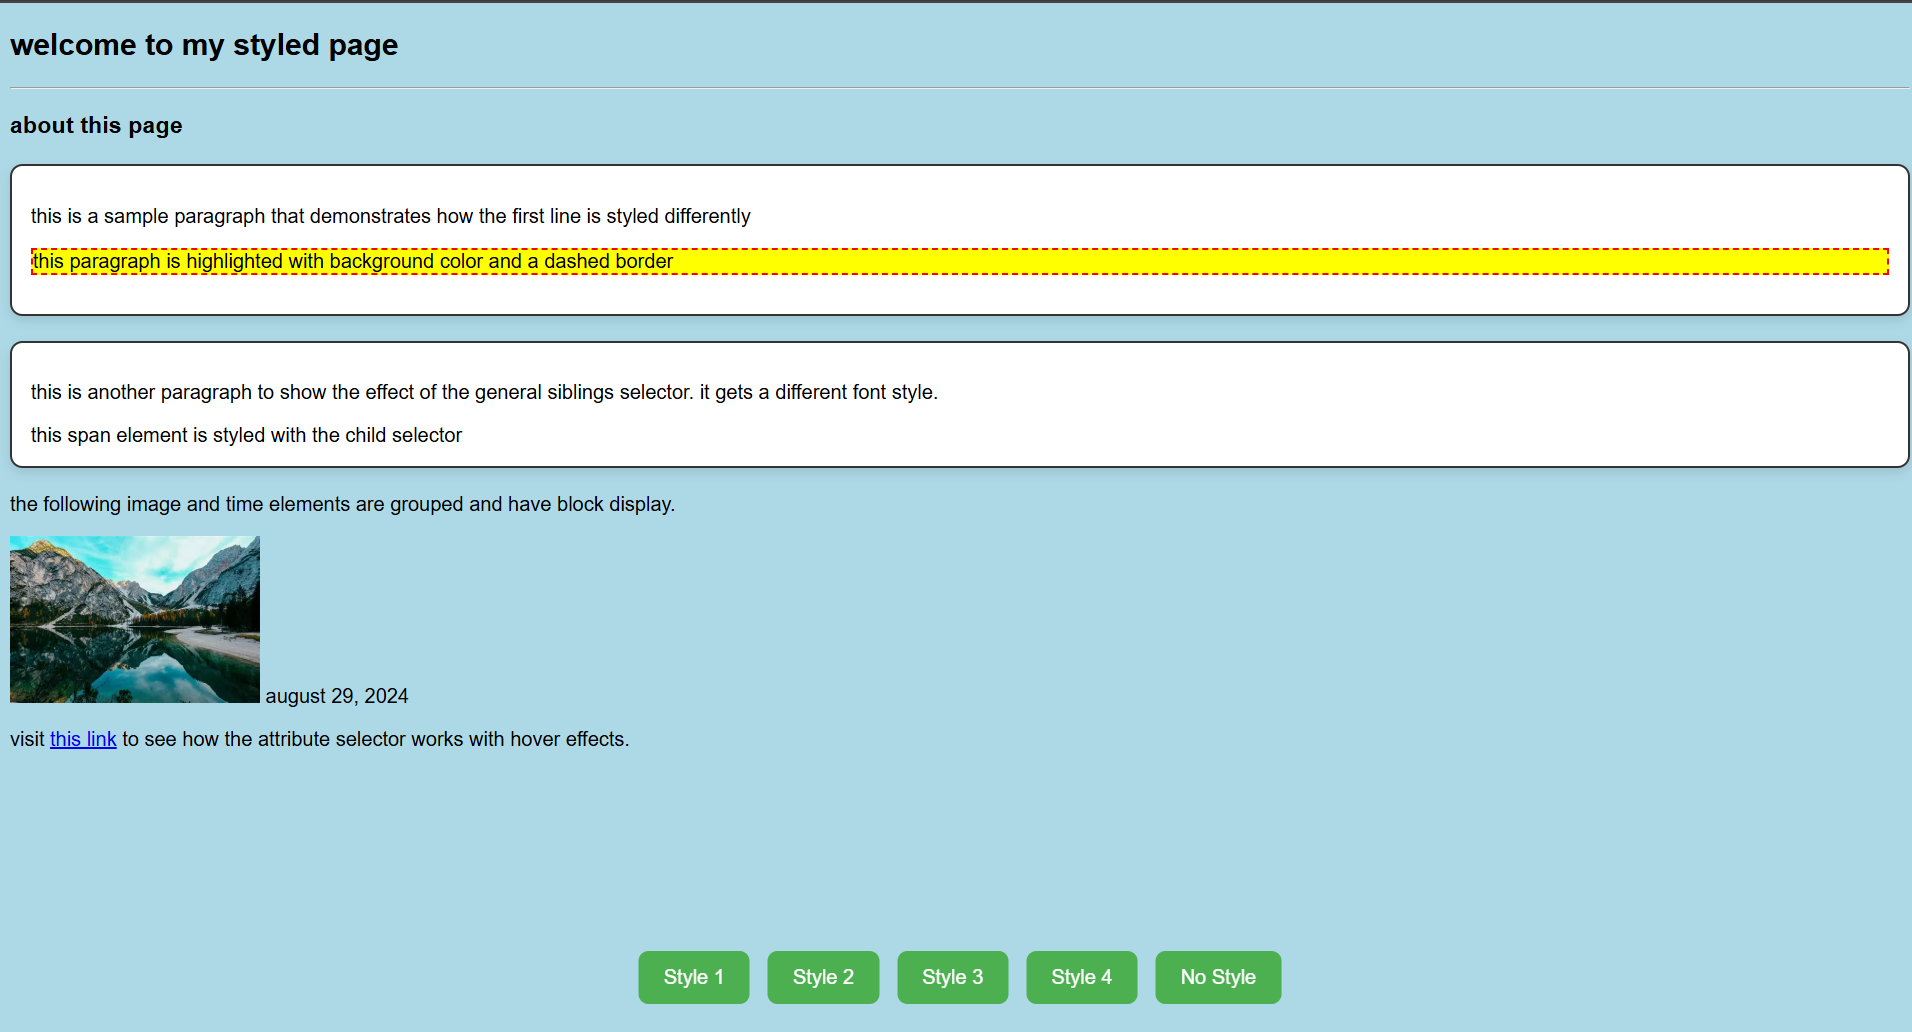 welcome to my styled page
about this page
this is a sample paragraph that demonstrates how the first line is styled differently
this paragraph is highlighted with background color and a dashed border
this is another paragraph to show the effect of the general siblings selector. it gets a different font style.
this span element is styled with the child selector
the following image and time elements are grouped and have block display.
august 29, 2024
visit this link to see how the attribute selector works with hover effects.
Style 1 Style 2 Style 3 Style 4 No Style